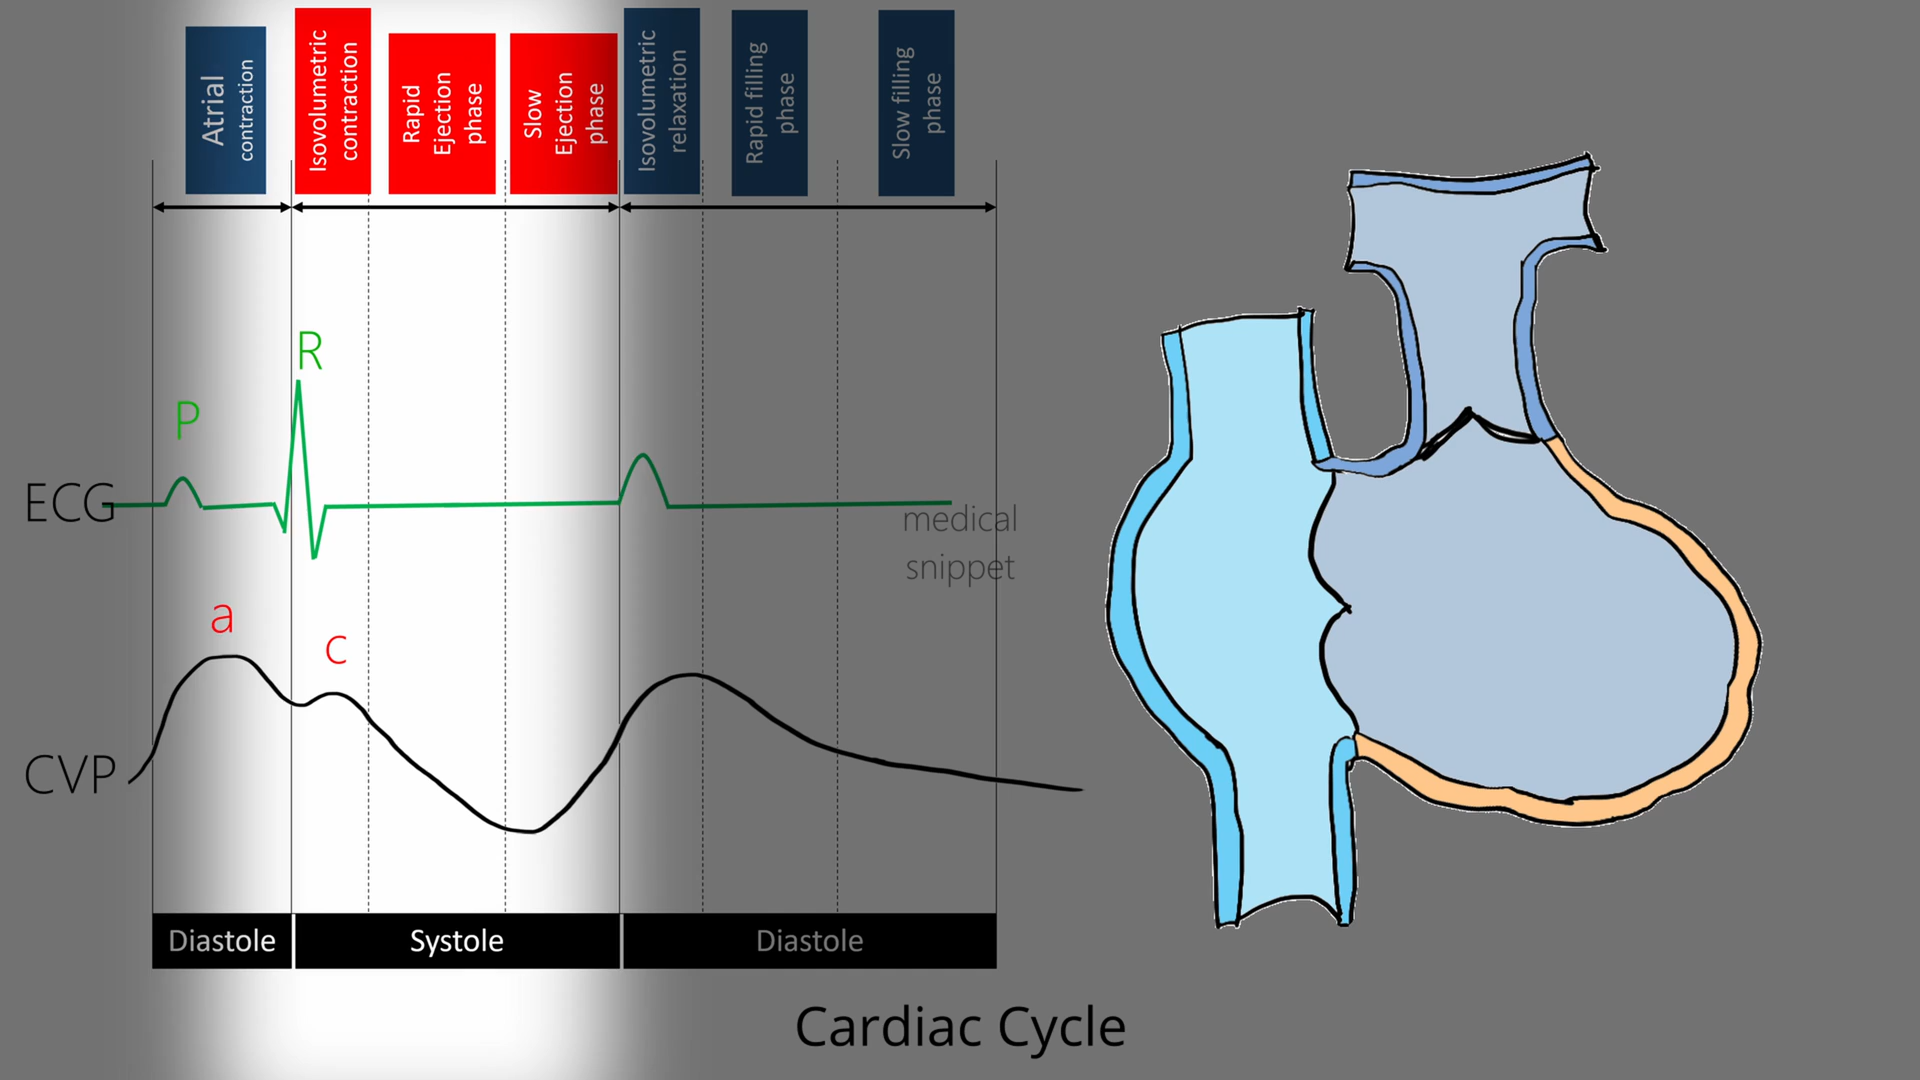 Atrial
contraction
Isovolumetric
contraction
Rapid
Ejection
phase
Slow
Ejection
phase
Isovolumetric
relaxation
Rapid filling
phase
Slow filling
phase
R
P
ECG
medical
snippet
a
c
CVP
Diastole
Systole
Diastole
Cardiac Cycle